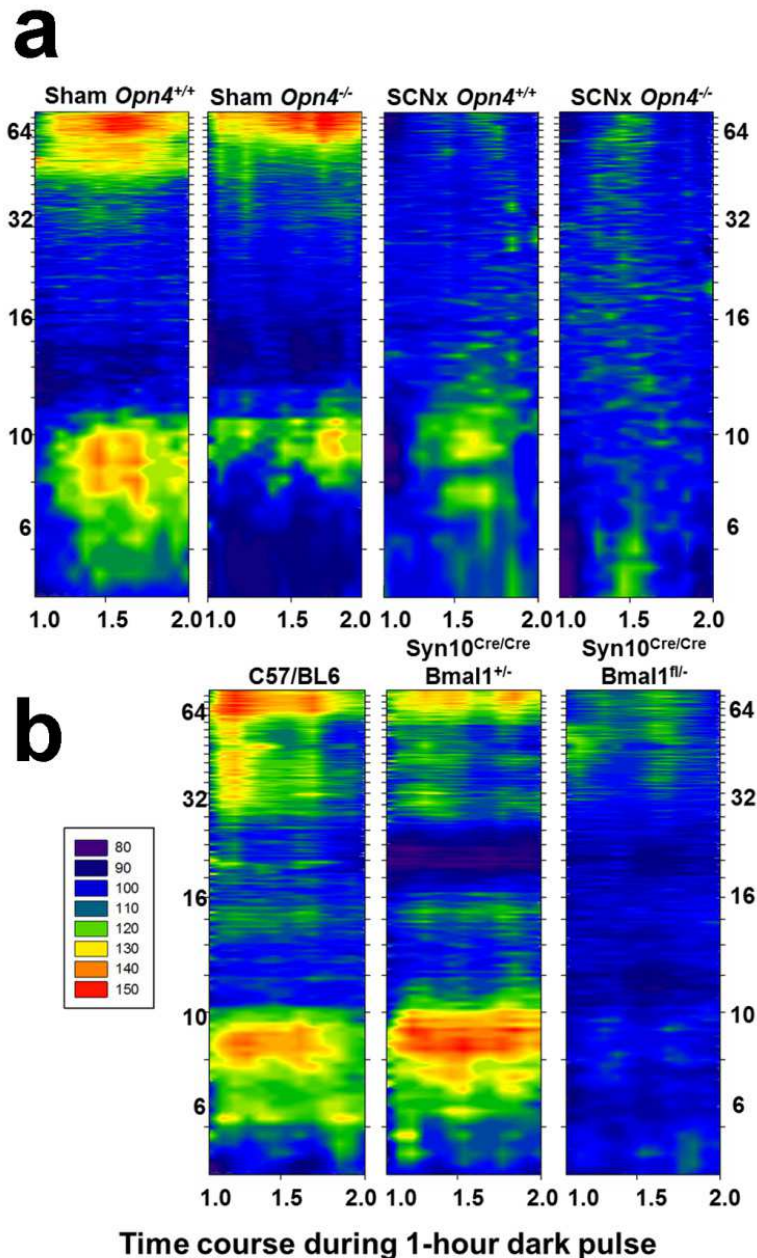 a
Sham Opn4+/+ Sham Opn4-/- SCNx Opn4+/+ SCNx Opn4-/-
64 64
32 32
16 16
10 10
6 6
1.0 1.5 2.0 1.0 1.5 2.0 1.0 1.5 2.0 1.0 1.5 2.0
b
C57/BL6
Syn10Cre/Cre
Bmal1+/-
Syn10Cre/Cre
Bmal1fl/-
64 64
32 32
16 16
10 10
6 6
80
90
100
110
120
130
140
150
1.0 1.5 2.0 1.0 1.5 2.0 1.0 1.5 2.0
Time course during 1-hour dark pulse